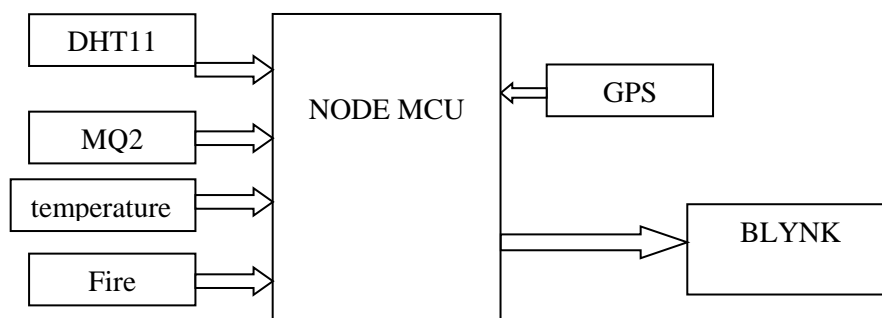 DHT11
MQ2
temperature
Fire
NODE MCU
GPS
BLYNK